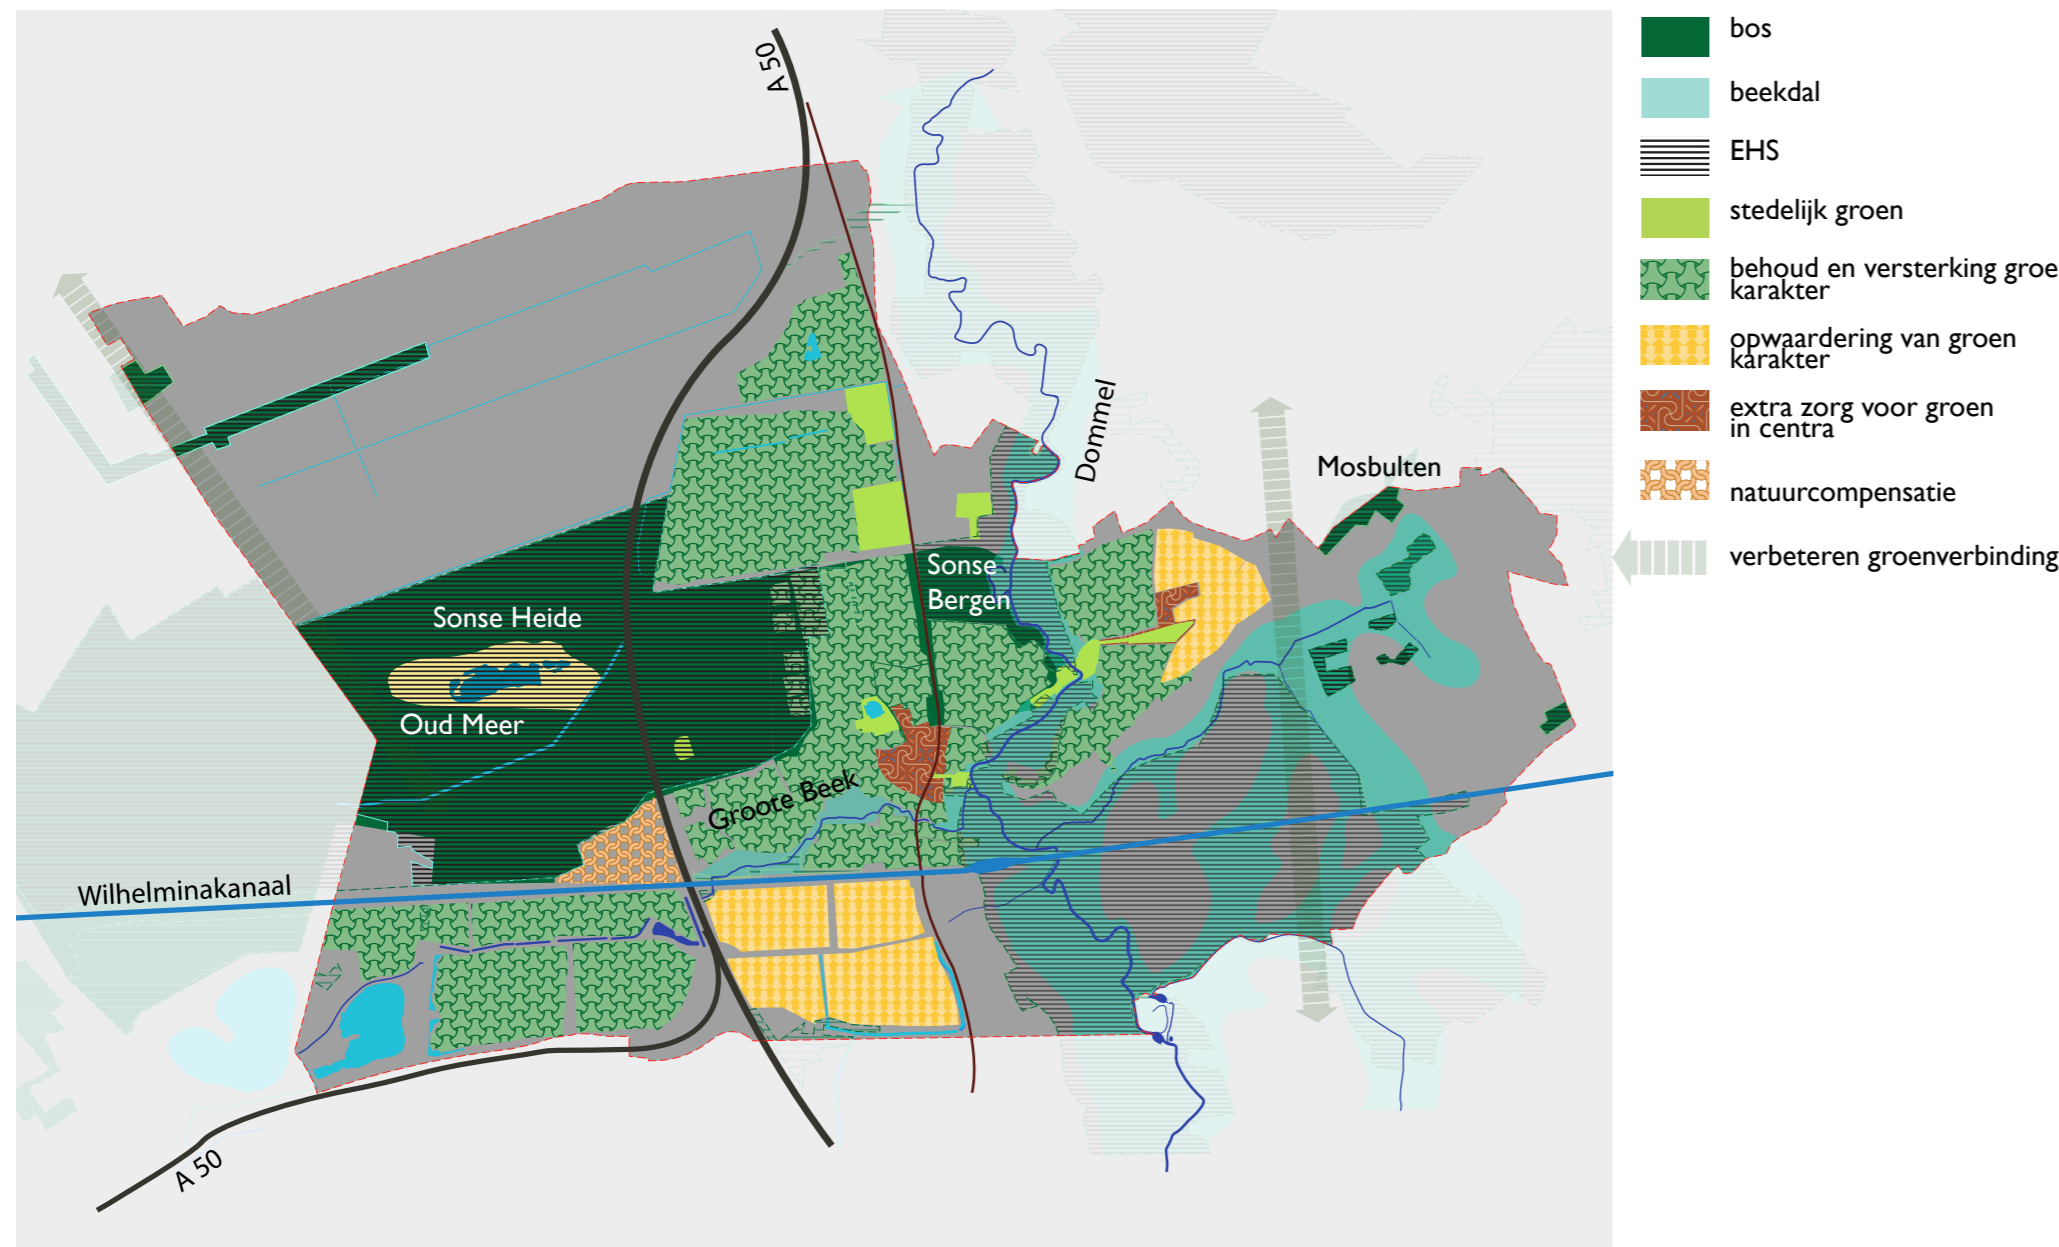 A 50
Dommel
Mosbulten
Sonse
Bergen
Sonse Heide
Oud Meer
Groote Beek
Wilhelminakanaal
A 50
bos
beekdal
EHS
stedelijk groen
behoud en versterking groe
karakter
opwaardering van groen
karakter
extra zorg voor groen
in centra
natuurcompensatie
verbeteren groenverbinding